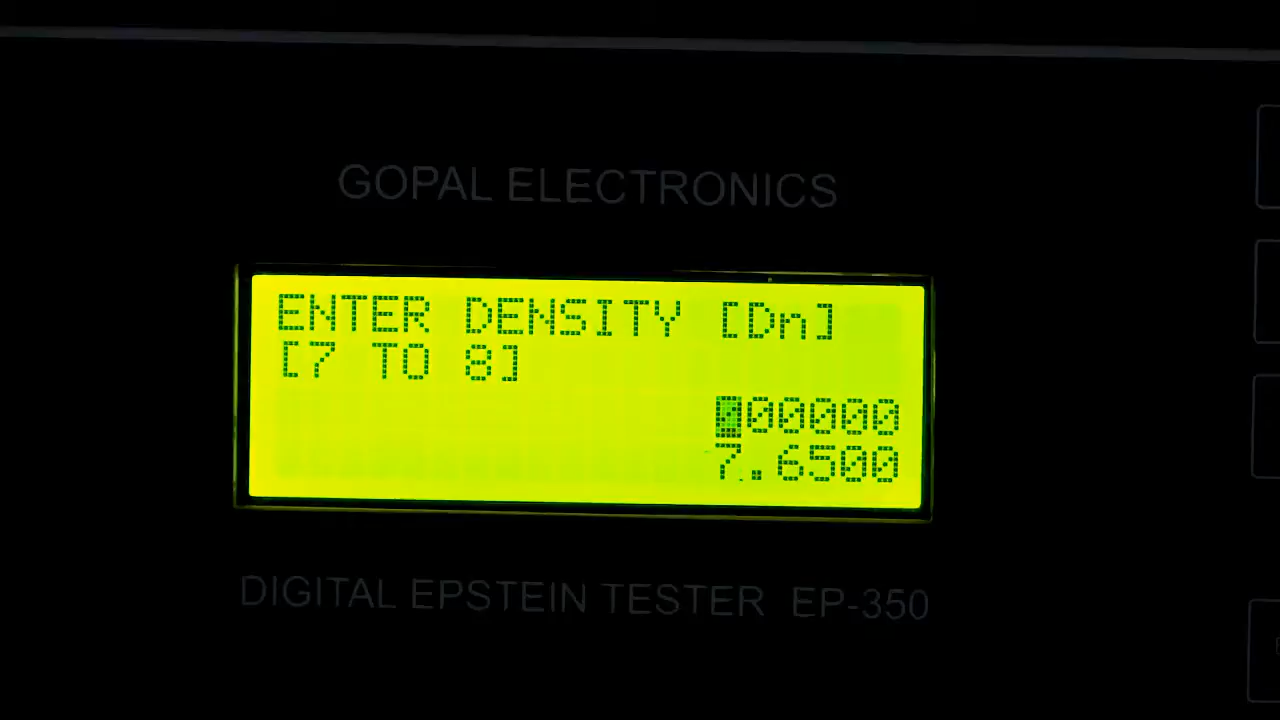 GOPAL ELECTRONICS
ENTER DENSITY [Dn]
[7 TO 8]
000000
7.6500
DIGITAL EPSTEIN TESTER EP-350